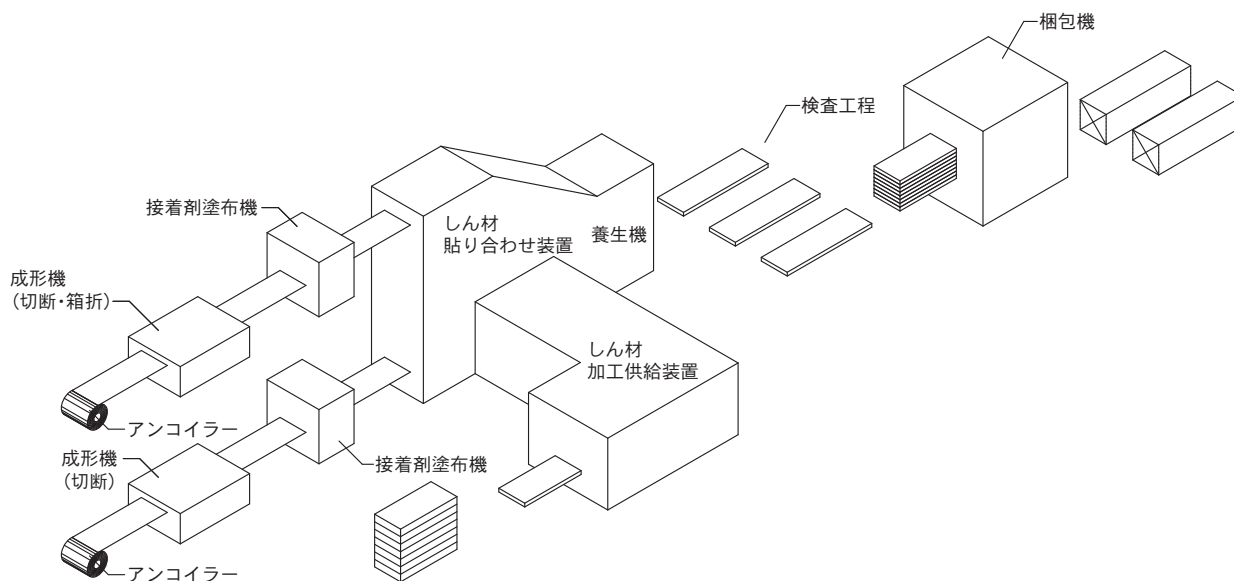 梱包機
検査工程
接着剤塗布機
しん材
貼り合わせ装置
養生機
成形機
（切断・箱折）
しん材
加工供給装置
アンコイラー
成形機
（切断）
接着剤塗布機
アンコイラー